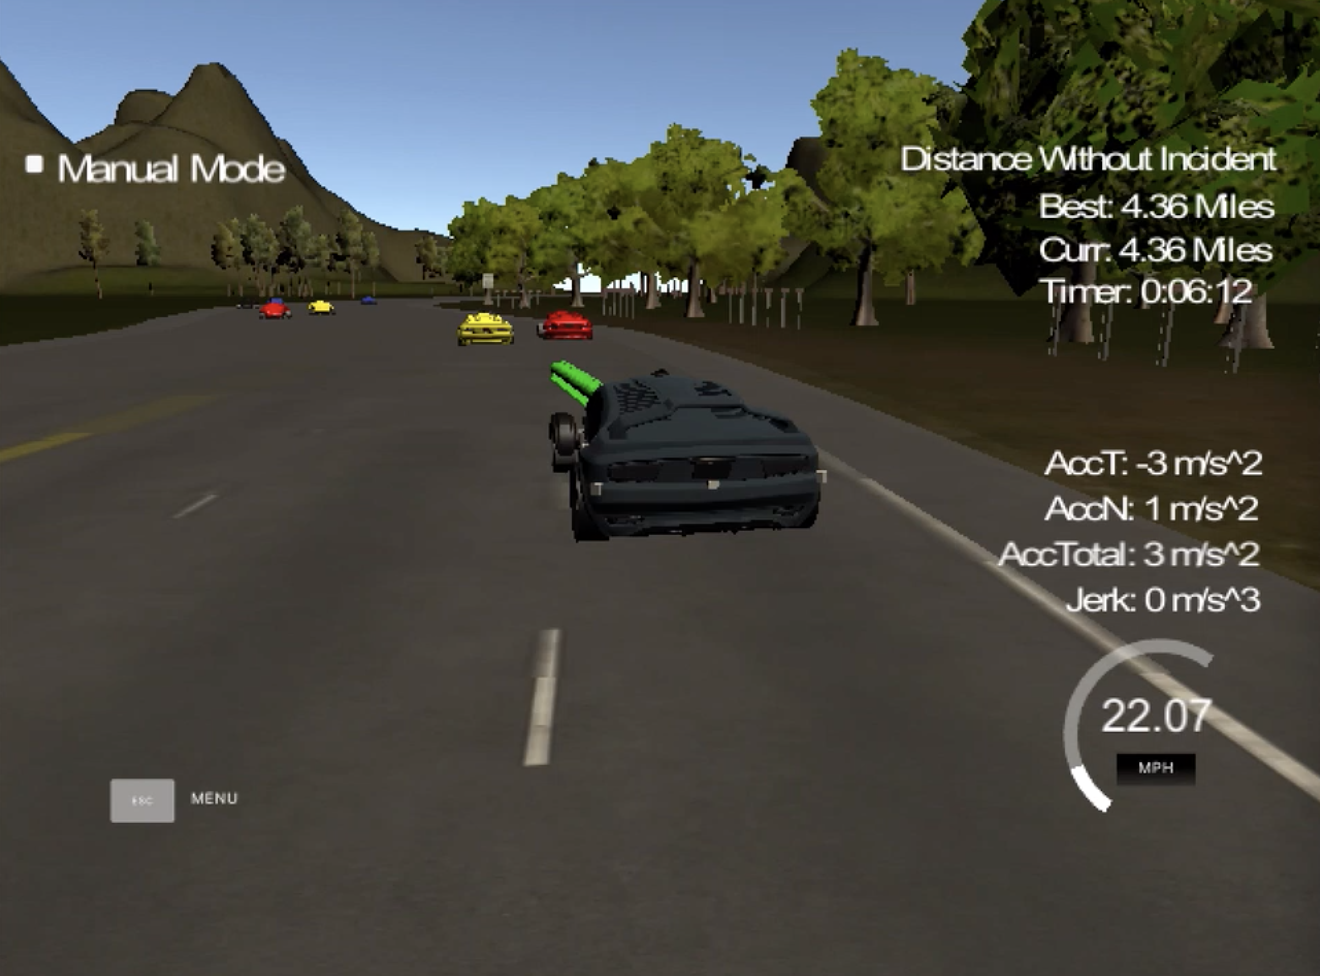 Manual Mode
Distance Without Incident
Best: 4.36 Miles
Curr: 4.36 Miles
Timer: 0:06:12
AccT: -3 m/s^2
AccN: 1 m/s^2
AccTotal: 3 m/s^2
Jerk: 0 m/s^3
22.07
MPH
ESC MENU